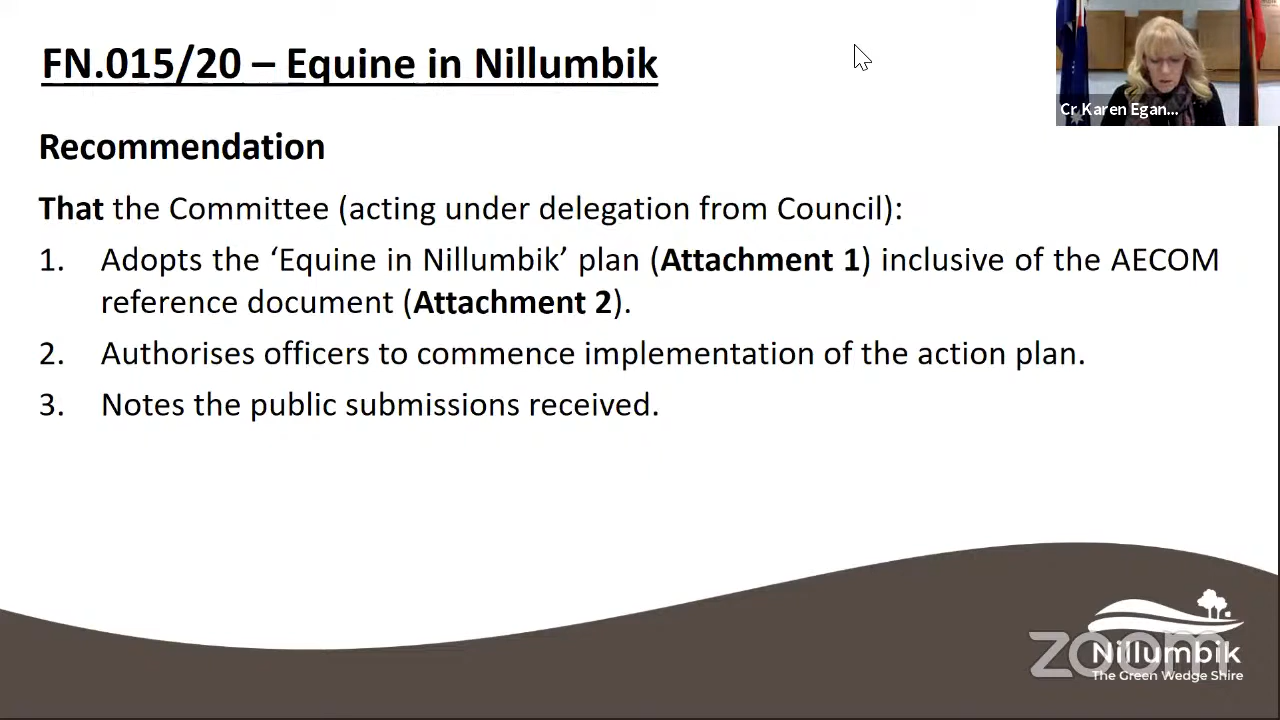 FN.015/20 – Equine in Nillumbik
Cr Karen Egan...
Recommendation
That the Committee (acting under delegation from Council):
1. Adopts the ‘Equine in Nillumbik’ plan (Attachment 1) inclusive of the AECOM
reference document (Attachment 2).
2. Authorises officers to commence implementation of the action plan.
3. Notes the public submissions received.
zoom
Nillumbik
The Green Wedge Shire